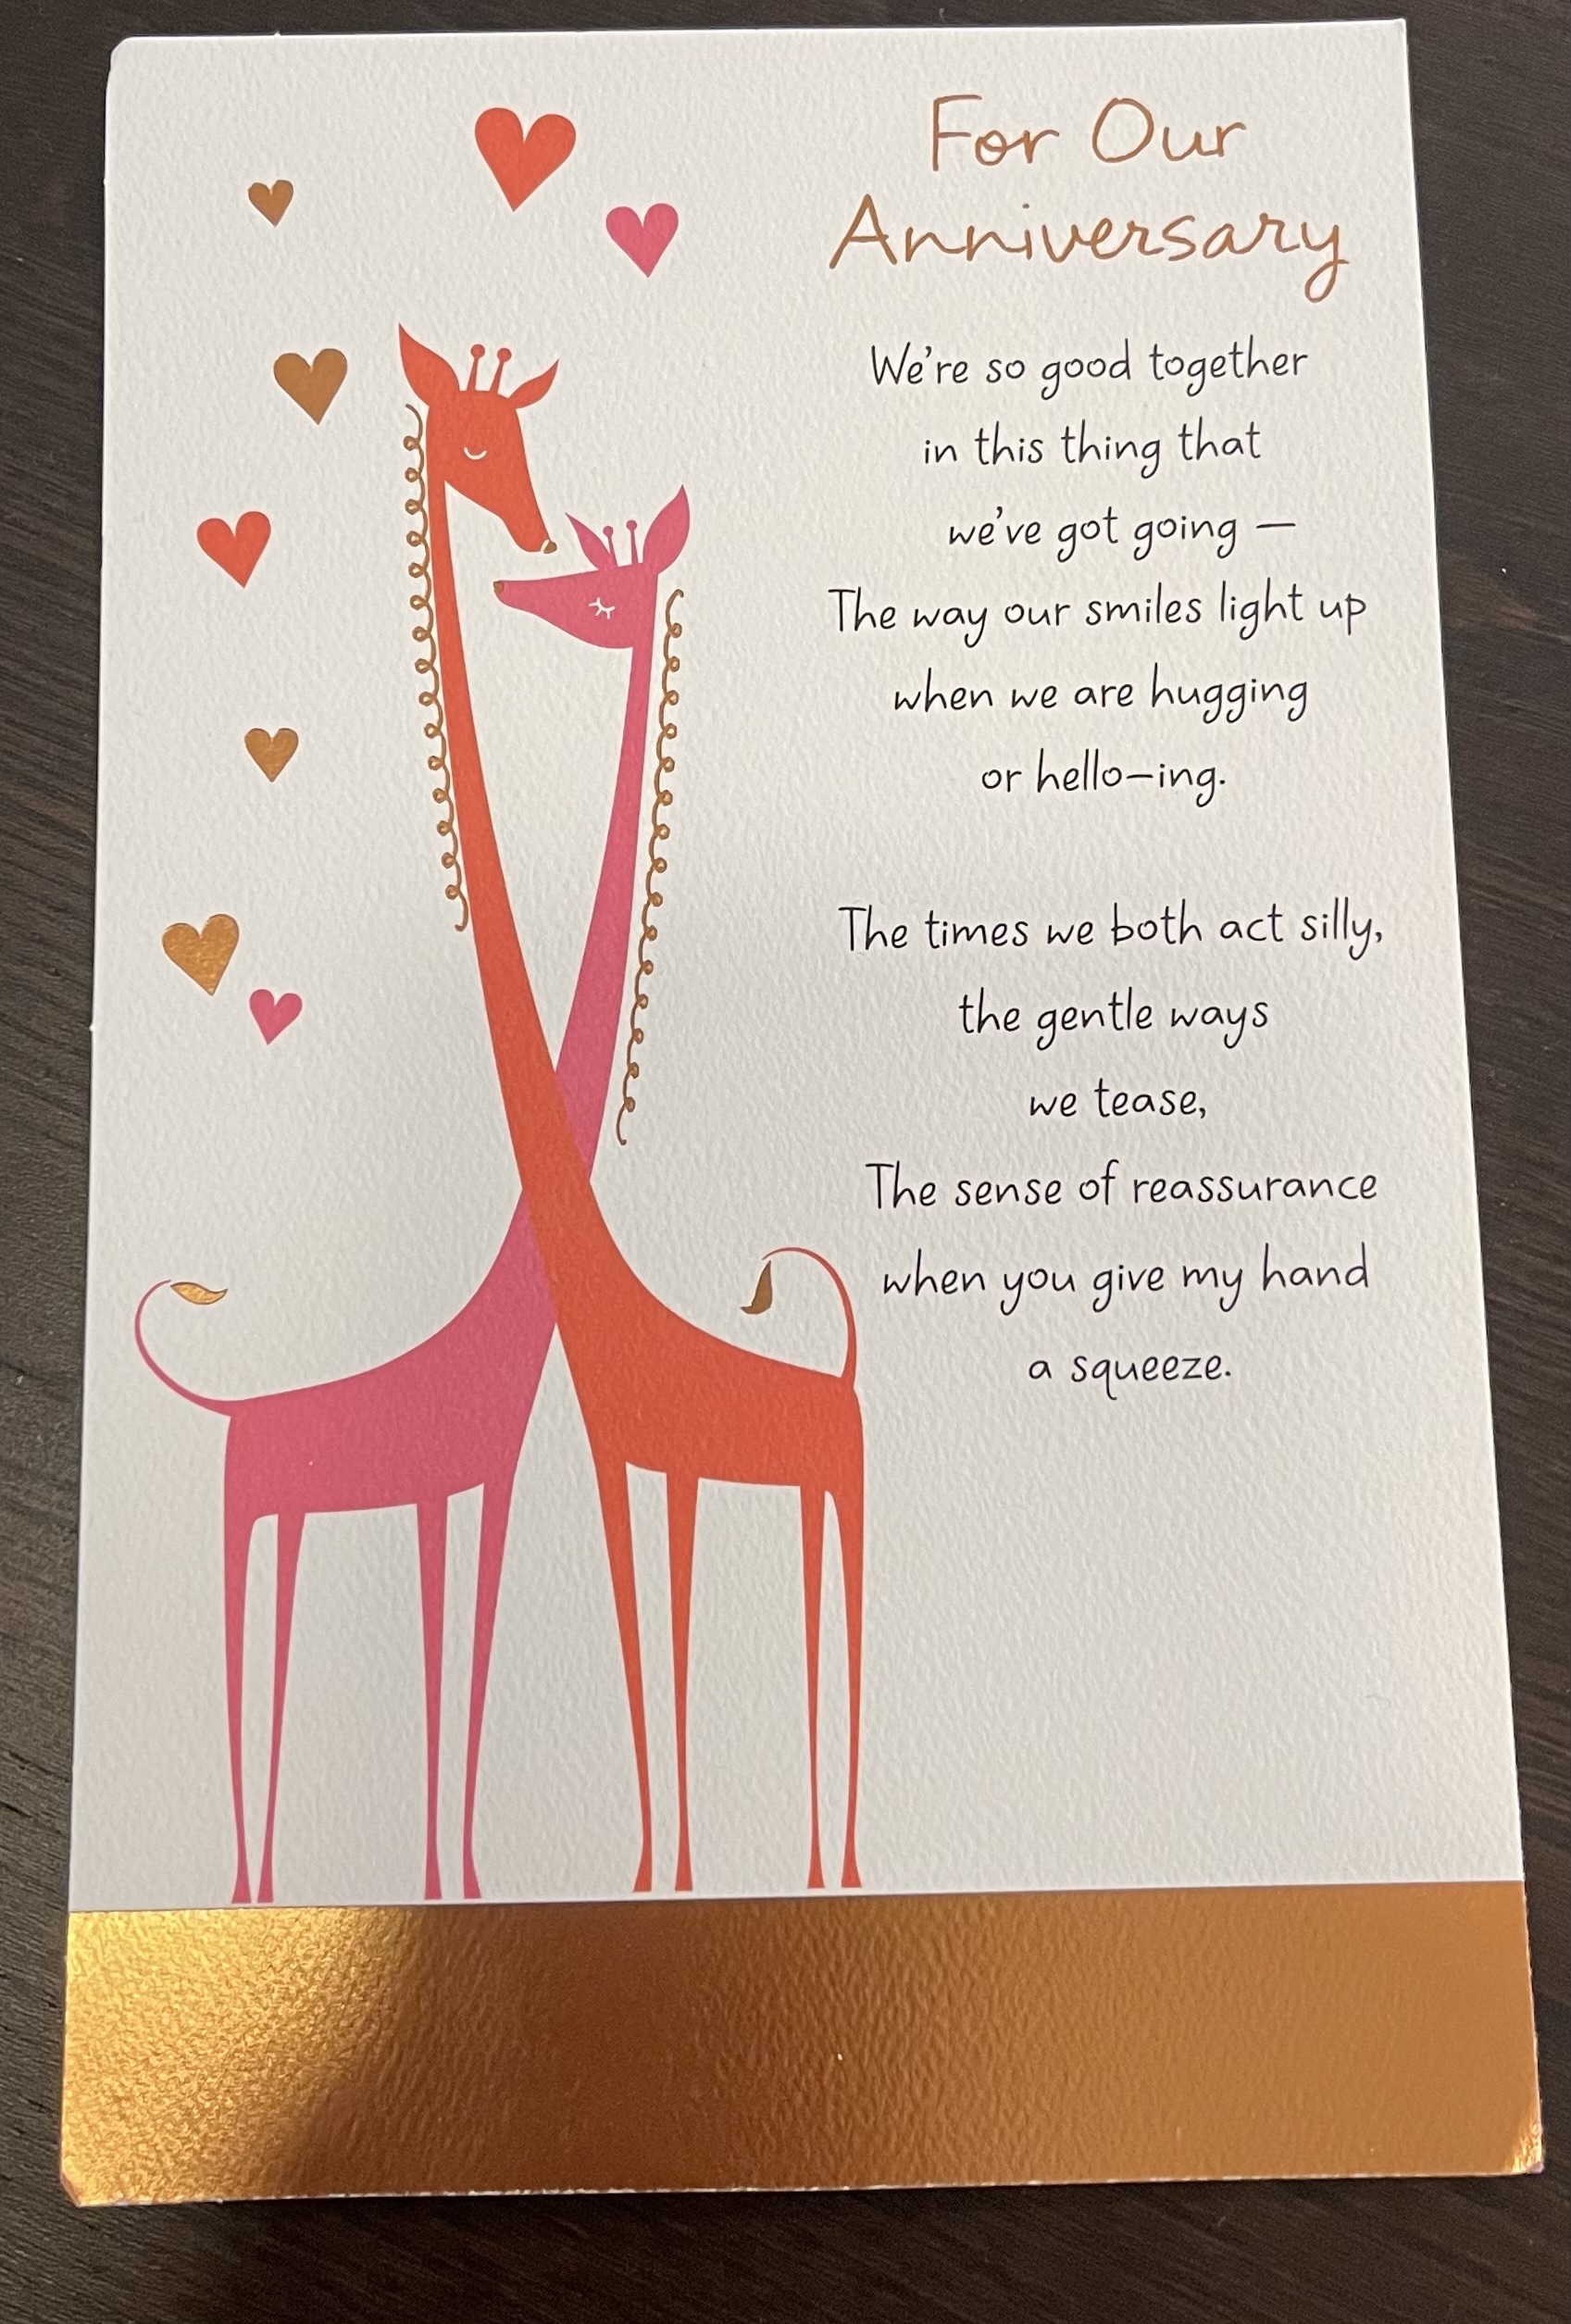 For Our
Anniversary
We're so good together
in this thing that
we've got going —
The way our smiles light up
when we are hugging
or hello-ing.
The times we both act silly,
the gentle ways
we tease,
The sense of reassurance
when you give my hand
a squeeze.